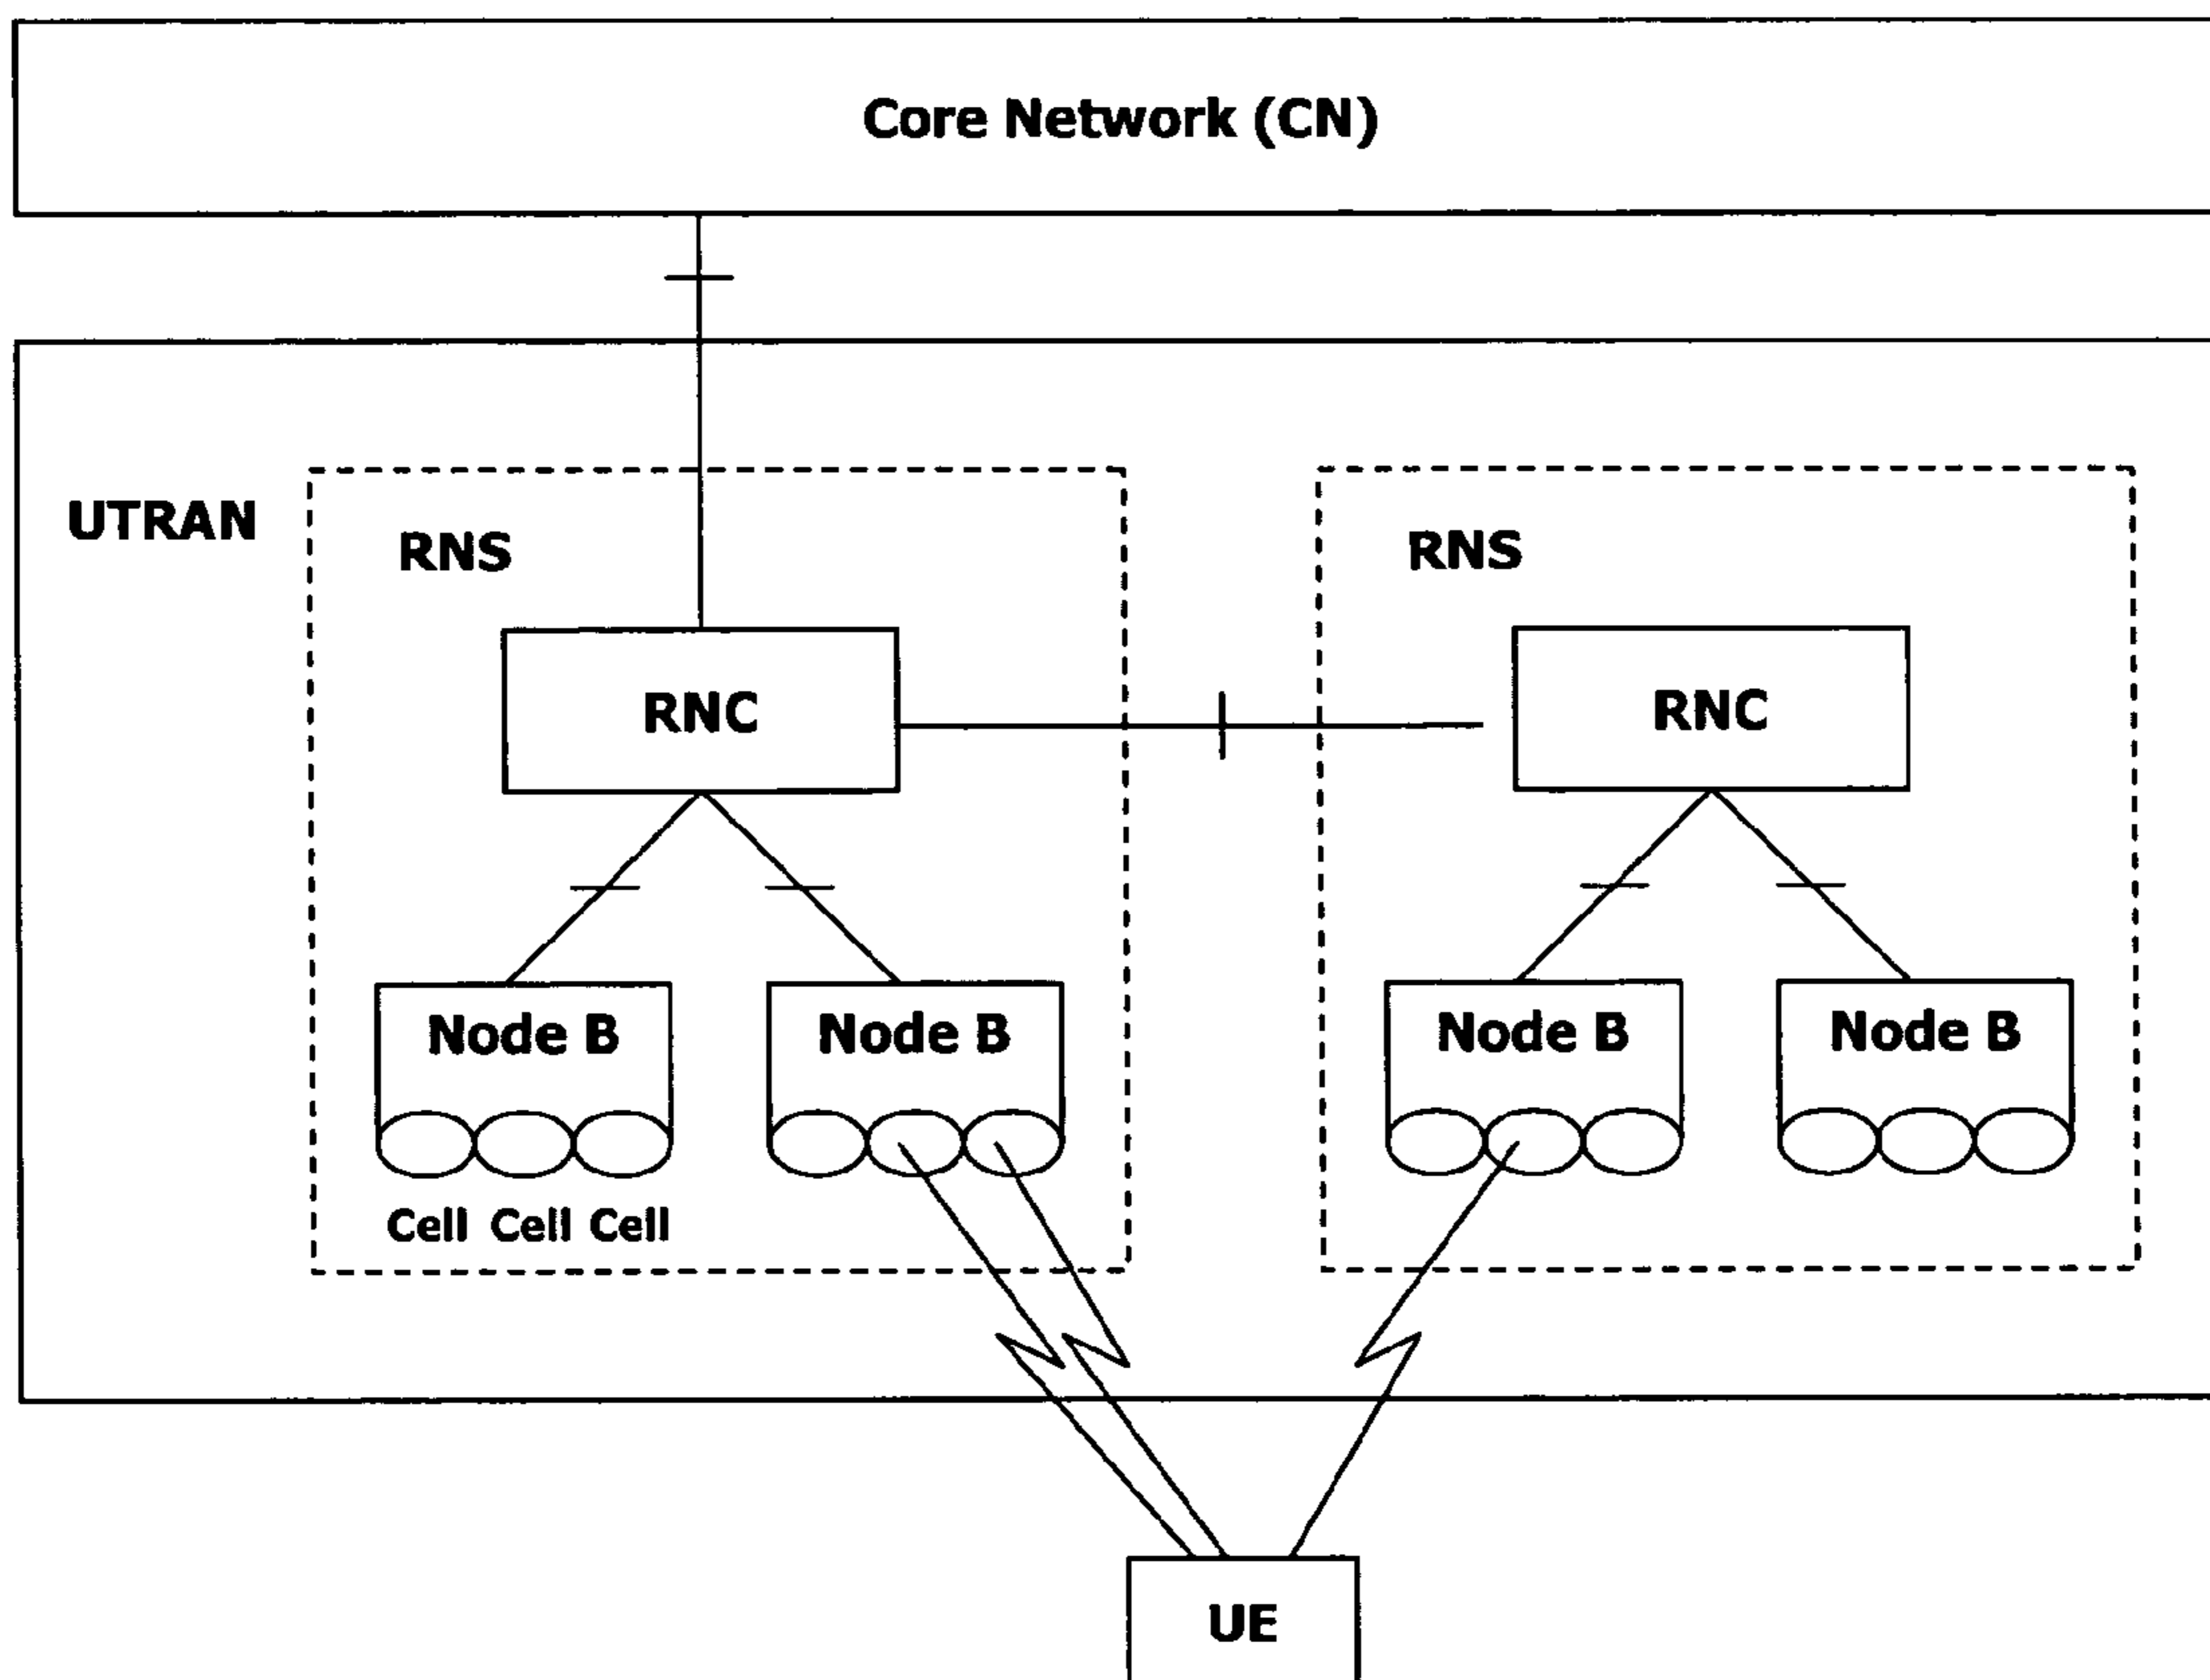 Core Network (CN)
UTRAN
RNS
RNS
RNC
RNC
Node B
Node B
Node B
Node B
Cell Cell Cell
UE